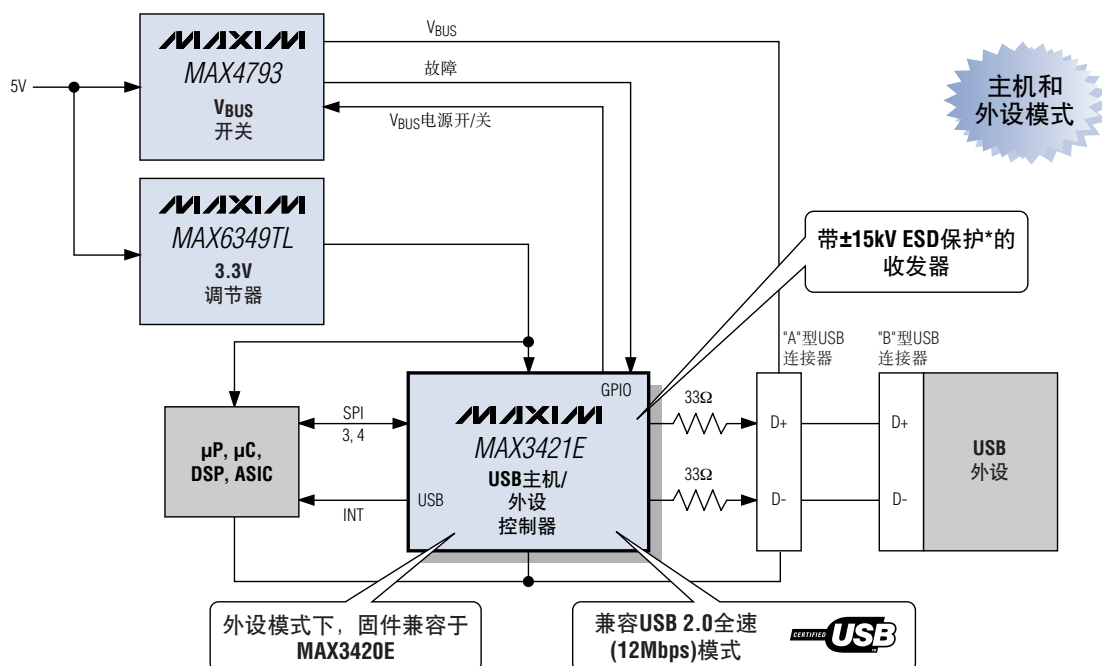 MAXIM
MAX4793
VBUS
开关
5V
VBUS
故障
VBUS电源开/关
主机和
外设模式
MAXIM
MAX6349TL
3.3V
调节器
带±15kV ESD保护*的
收发器
"A"型USB
连接器
"B"型USB
连接器
µP, µC,
DSP, ASIC
SPI
3, 4
INT
GPIO
MAXIM
MAX3421E
USB主机/
外设
控制器
USB
33Ω
33Ω
D+
D-
D+
D-
USB
外设
外设模式下，固件兼容于
MAX3420E
兼容USB 2.0全速
(12Mbps)模式
CERTIFIED USB